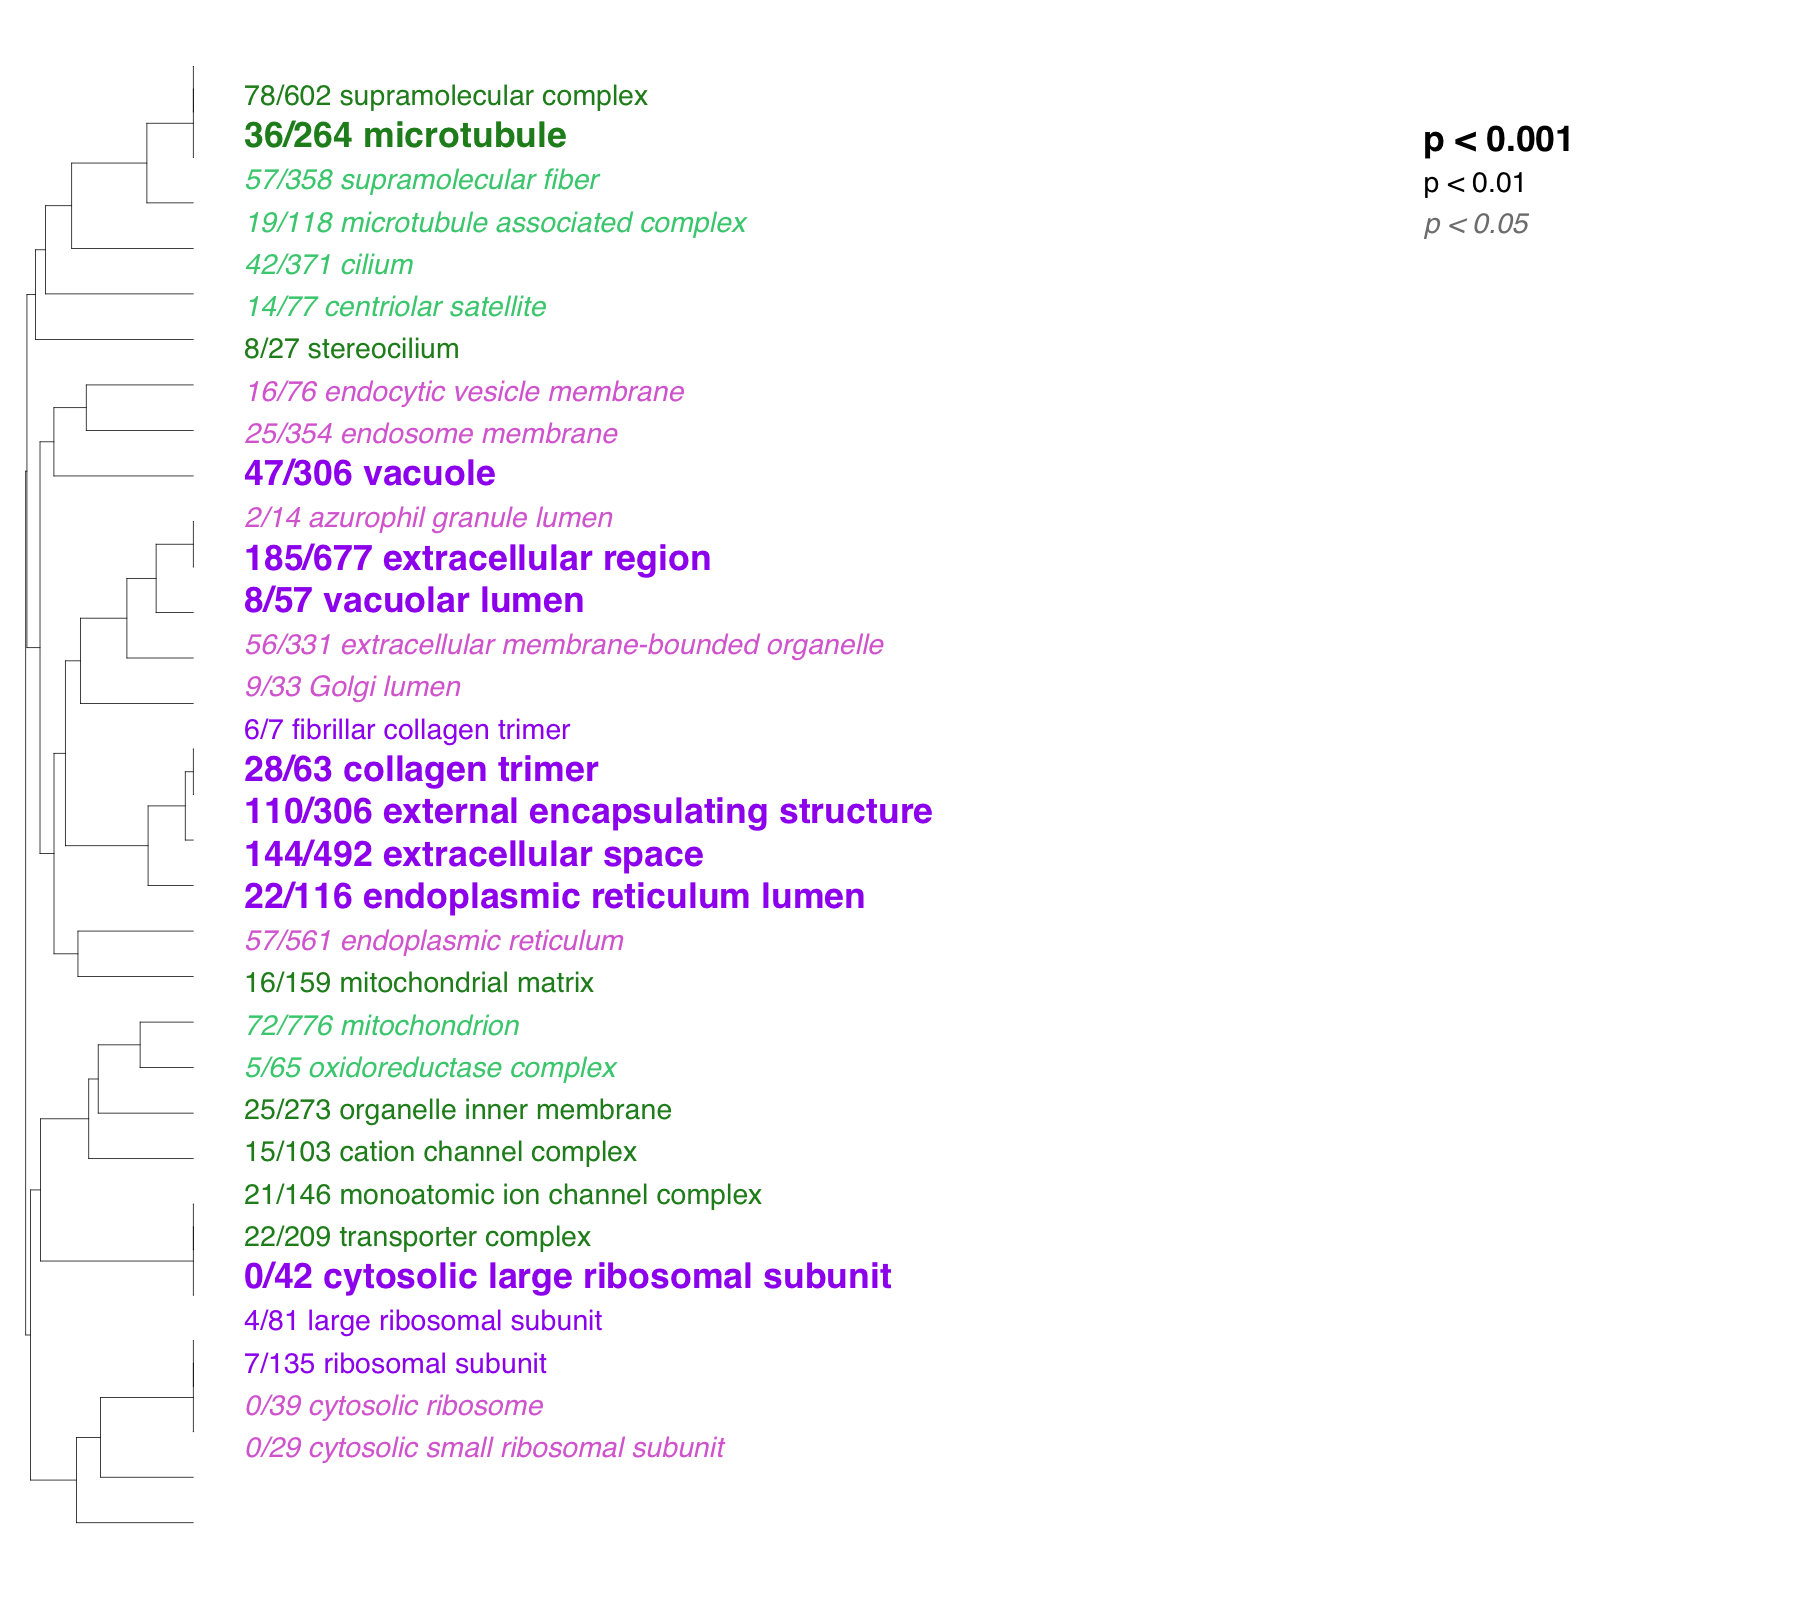 78/602 supramolecular complex
36/264 microtubule
57/358 supramolecular fiber
19/118 microtubule associated complex
42/371 cilium
14/77 centriolar satellite
8/27 stereocilium
16/76 endocytic vesicle membrane
25/354 endosome membrane
47/306 vacuole
2/14 azurophil granule lumen
185/677 extracellular region
8/57 vacuolar lumen
56/331 extracellular membrane-bounded organelle
9/33 Golgi lumen
6/7 fibrillar collagen trimer
28/63 collagen trimer
110/306 external encapsulating structure
144/492 extracellular space
22/116 endoplasmic reticulum lumen
57/561 endoplasmic reticulum
16/159 mitochondrial matrix
72/776 mitochondrion
5/65 oxidoreductase complex
25/273 organelle inner membrane
15/103 cation channel complex
21/146 monoatomic ion channel complex
22/209 transporter complex
0/42 cytosolic large ribosomal subunit
4/81 large ribosomal subunit
7/135 ribosomal subunit
0/39 cytosolic ribosome
0/29 cytosolic small ribosomal subunit
p < 0.001
p < 0.01
p < 0.05